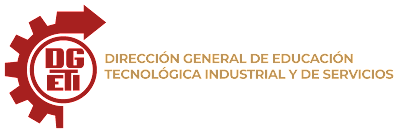 DG
ETI
DIRECCIÓN GENERAL DE EDUCACIÓN
TECNOLÓGICA INDUSTRIAL Y DE SERVICIOS